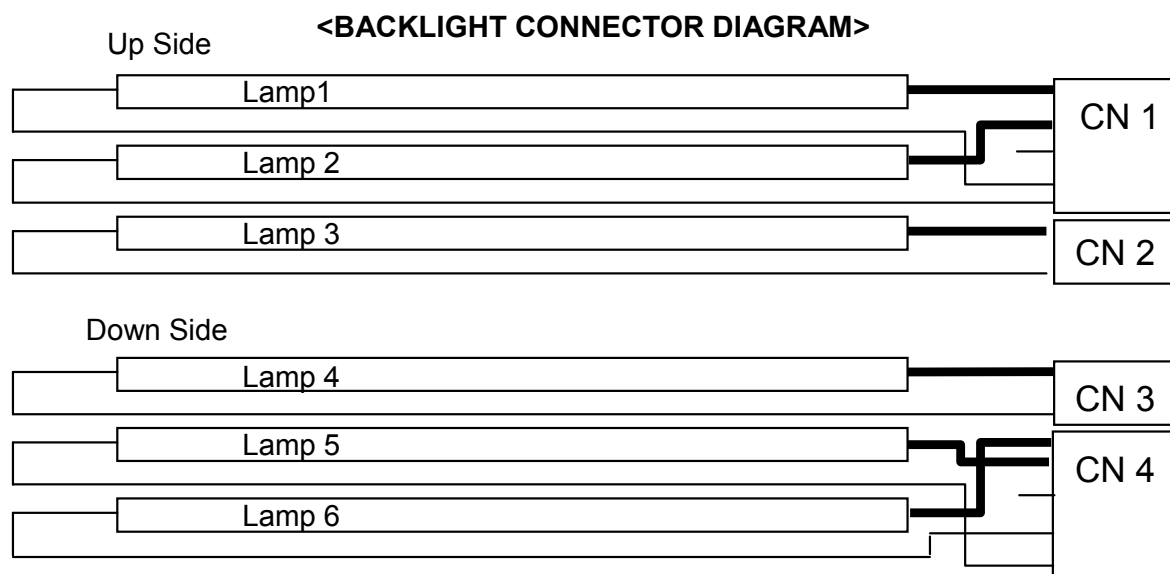 <BACKLIGHT CONNECTOR DIAGRAM>
Up Side
Lamp1
CN 1
Lamp 2
Lamp 3
CN 2
Down Side
Lamp 4
CN 3
Lamp 5
CN 4
Lamp 6